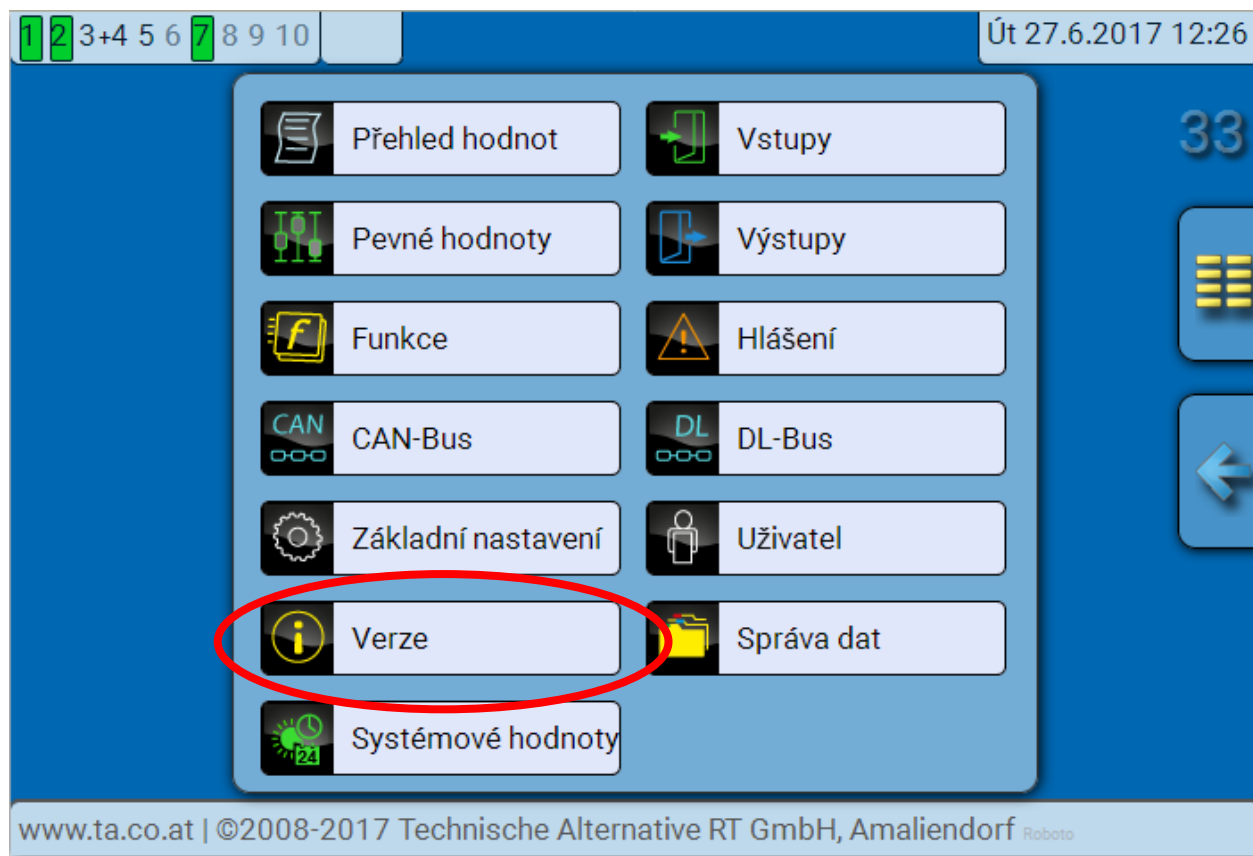 1 2 3+4 5 6 7 8 9 10
Út 27.6.2017 12:26
33
Přehled hodnot
Vstupy
Pevné hodnoty
Výstupy
f Funkce
Hlášení
CAN CAN-Bus
DL DL-Bus
Základní nastavení
Uživatel
i Verze
Správa dat
24 Systémové hodnoty
www.ta.co.at | ©2008-2017 Technische Alternative RT GmbH, Amaliendorf Roboto